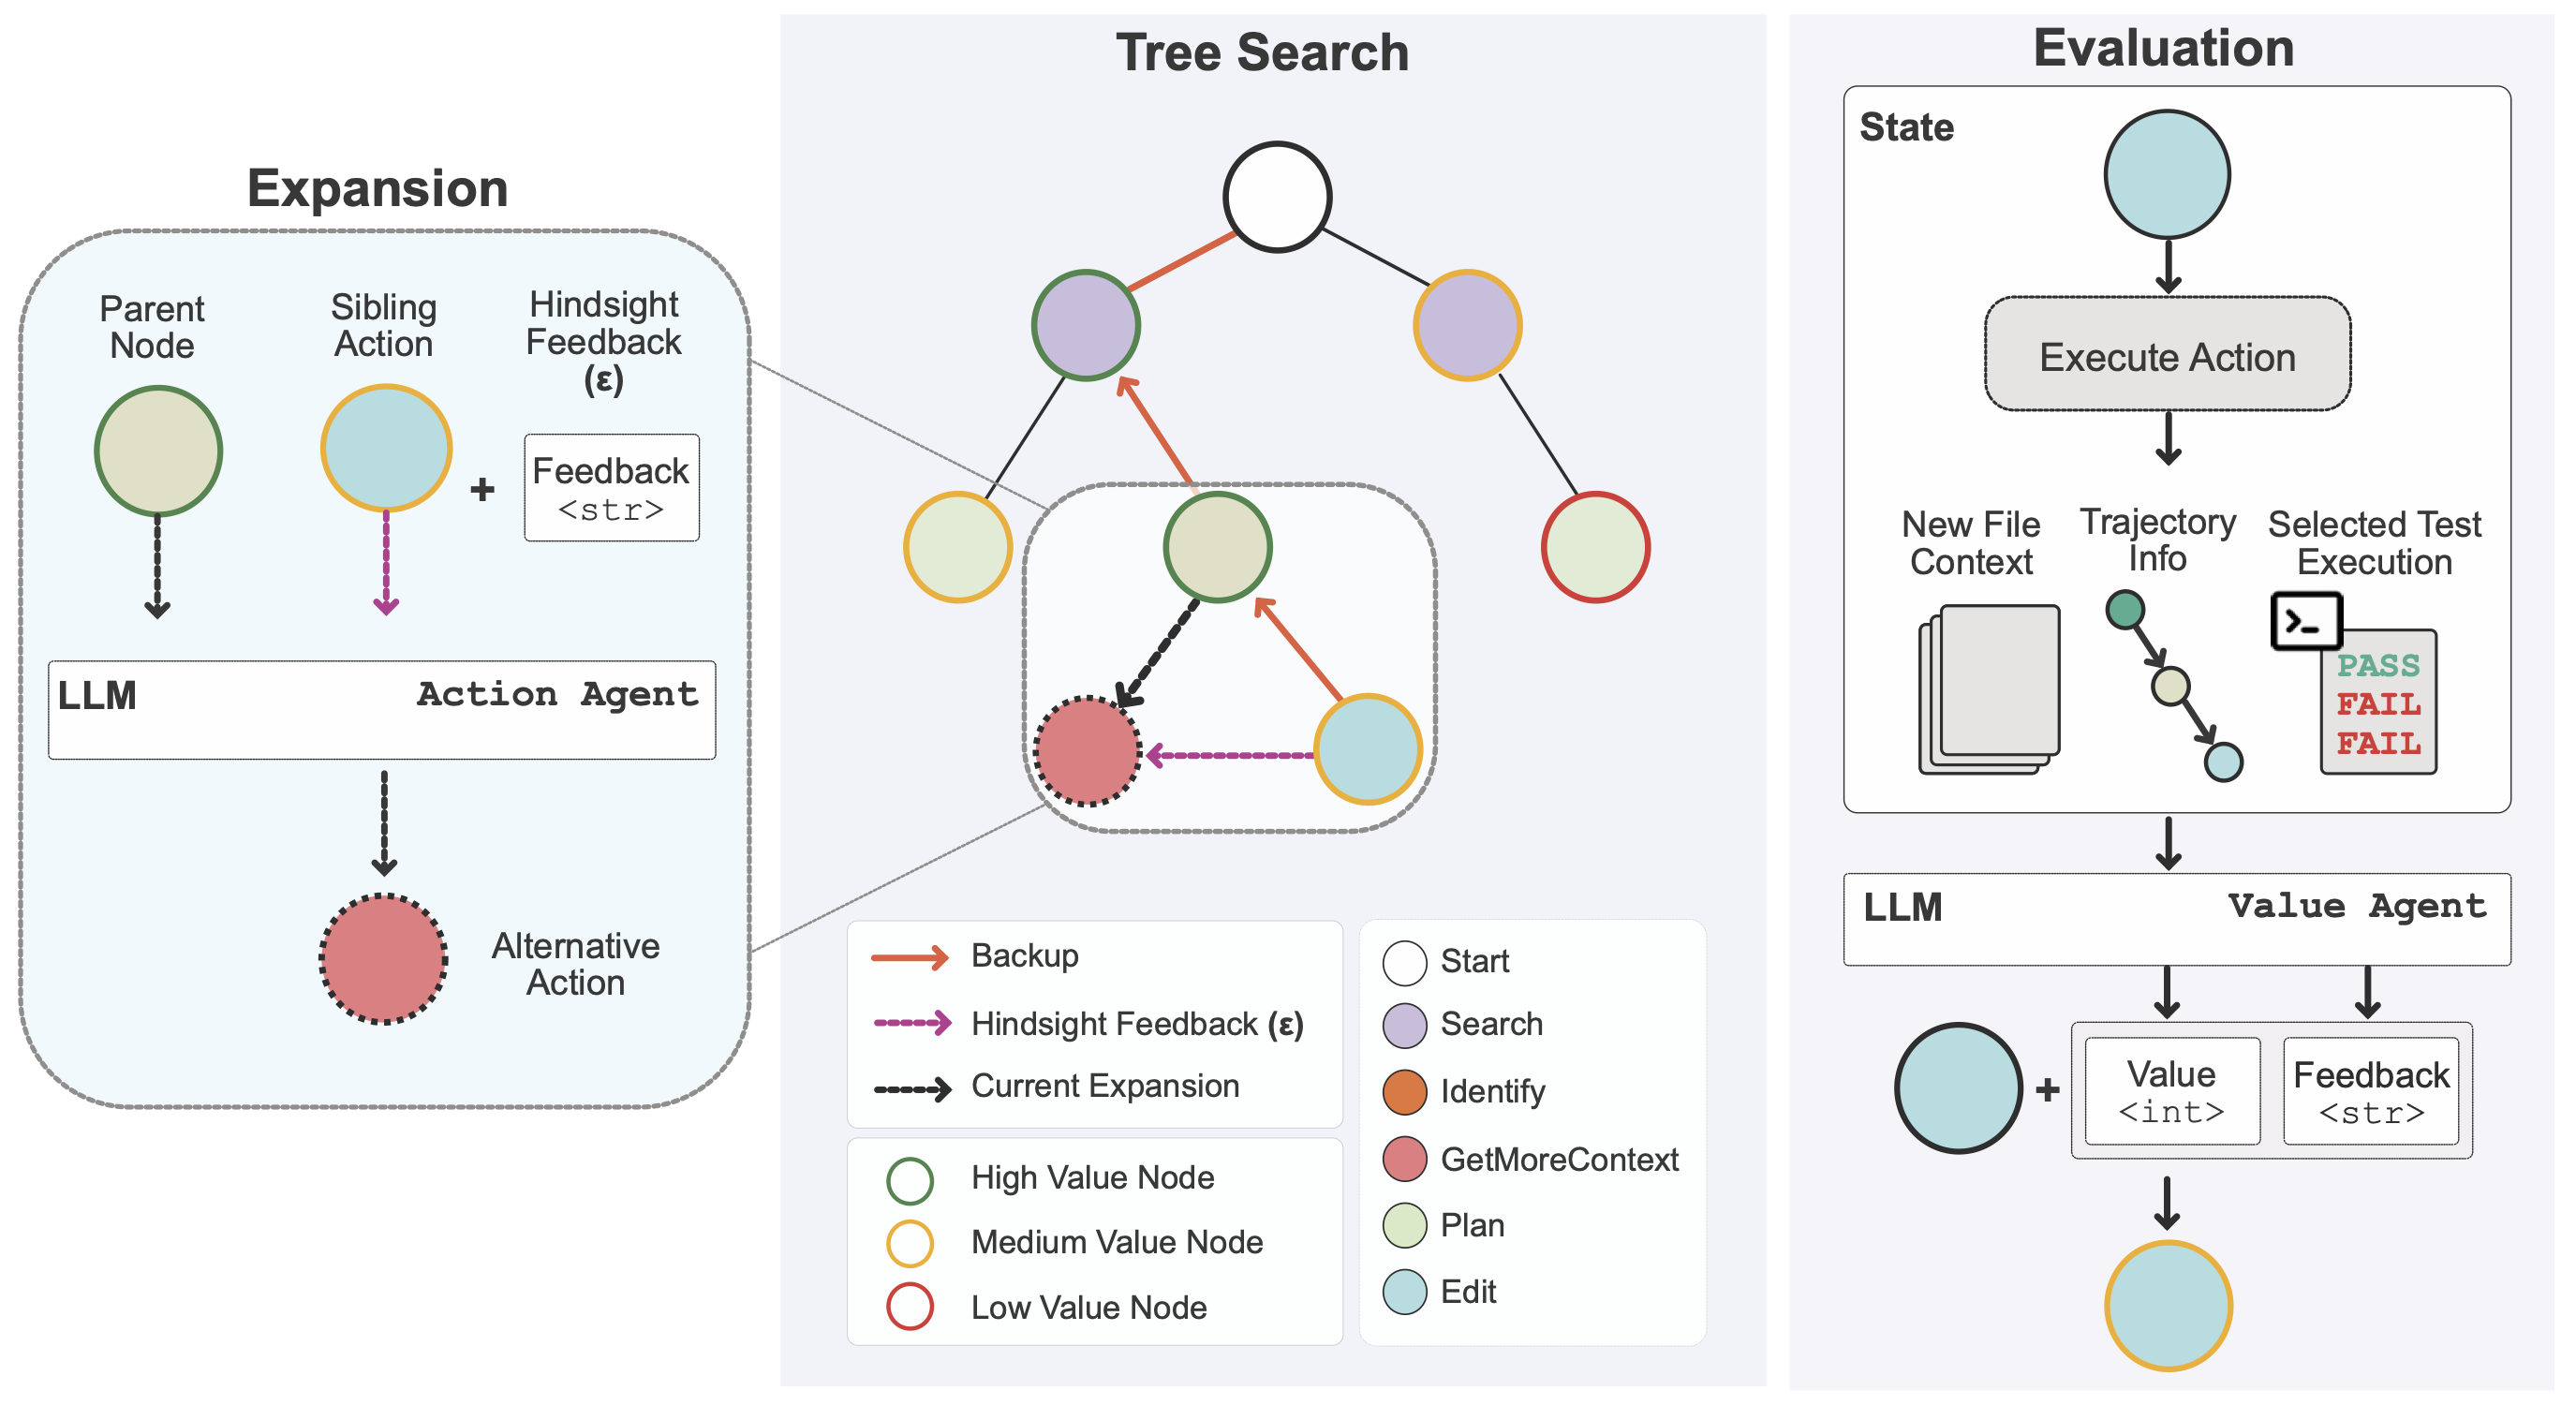 Expansion
Parent
Node
Sibling
Action
Hindsight
Feedback
(ε)
+
Feedback
<str>
LLM
Action Agent
Alternative
Action
Tree Search
Backup
Hindsight Feedback (ε)
Current Expansion
High Value Node
Medium Value Node
Low Value Node
Start
Search
Identify
GetMoreContext
Plan
Edit
Evaluation
State
Execute Action
New File
Context
Trajectory
Info
Selected Test
Execution
>_
PASS
FAIL
FAIL
LLM
Value Agent
+
Value
<int>
Feedback
<str>